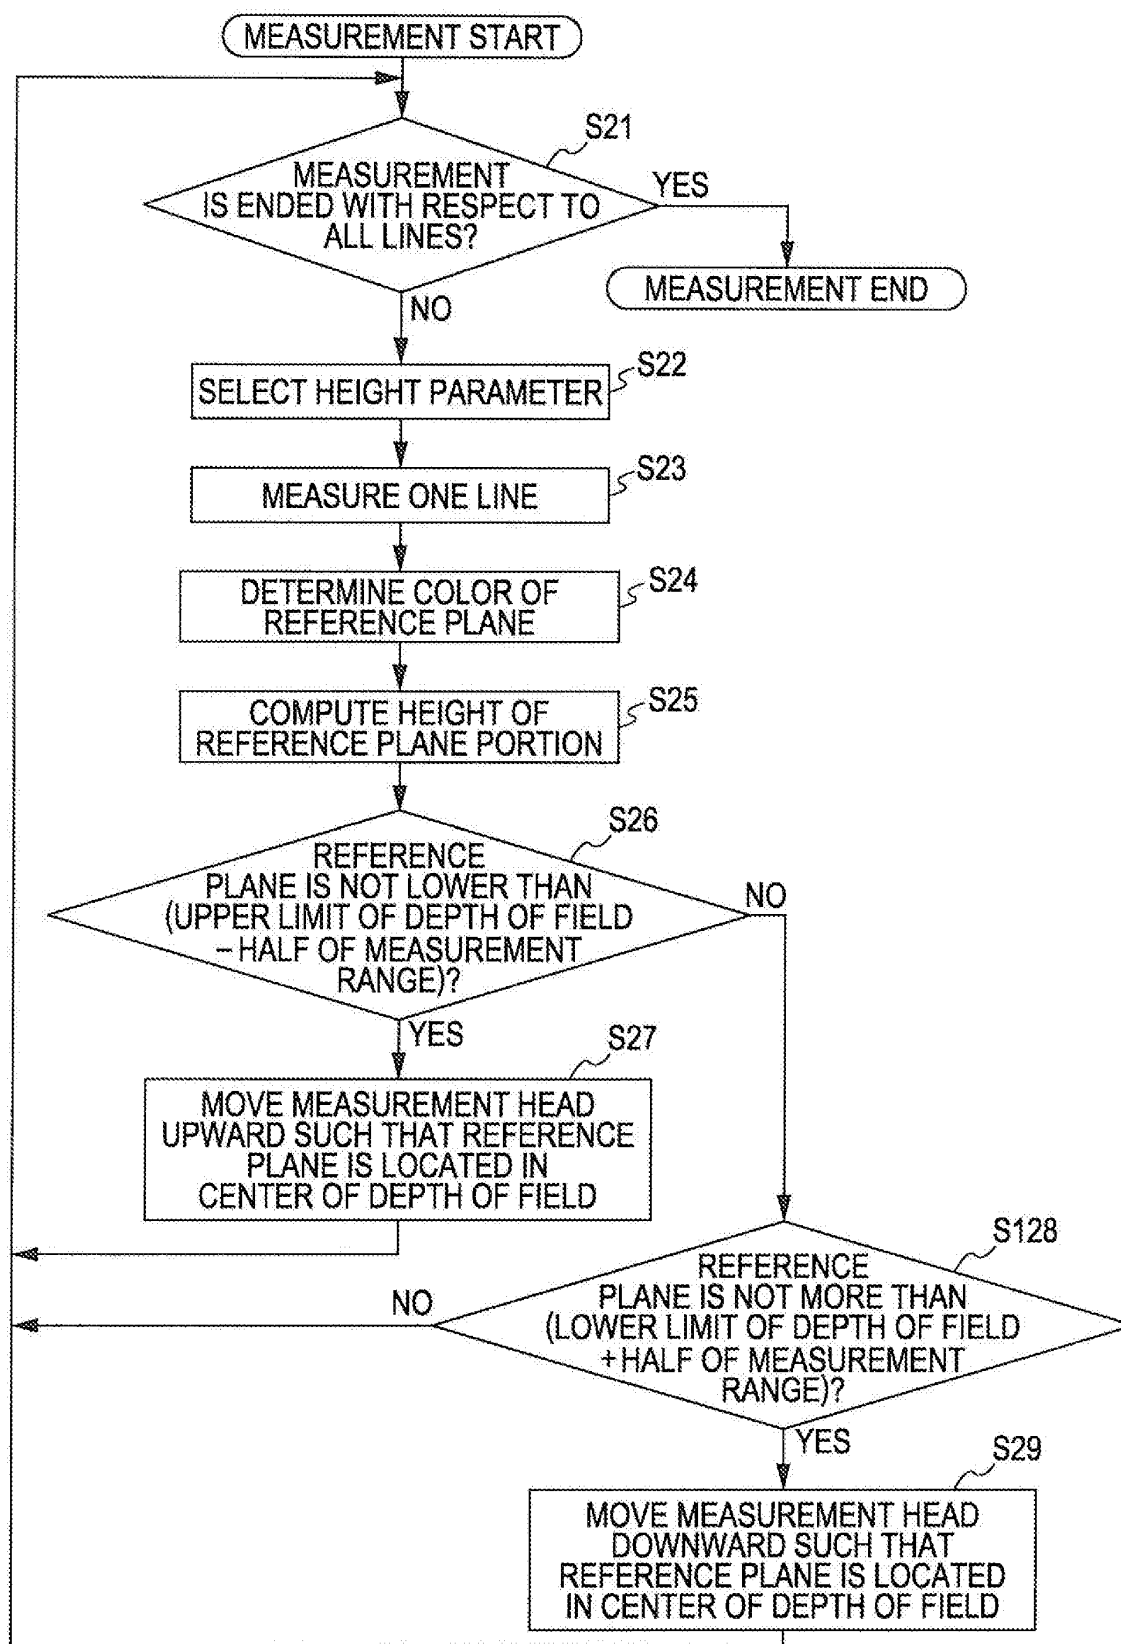 MEASUREMENT START
S21
MEASUREMENT
IS ENDED WITH RESPECT TO
ALL LINES?
YES
MEASUREMENT END
NO
S22
SELECT HEIGHT PARAMETER
S23
MEASURE ONE LINE
S24
DETERMINE COLOR OF
REFERENCE PLANE
S25
COMPUTE HEIGHT OF
REFERENCE PLANE PORTION
S26
REFERENCE
PLANE IS NOT LOWER THAN
(UPPER LIMIT OF DEPTH OF FIELD
– HALF OF MEASUREMENT
RANGE)?
NO
YES
S27
MOVE MEASUREMENT HEAD
UPWARD SUCH THAT REFERENCE
PLANE IS LOCATED IN
CENTER OF DEPTH OF FIELD
S128
REFERENCE
PLANE IS NOT MORE THAN
(LOWER LIMIT OF DEPTH OF FIELD
+HALF OF MEASUREMENT
RANGE)?
NO
YES
S29
MOVE MEASUREMENT HEAD
DOWNWARD SUCH THAT
REFERENCE PLANE IS LOCATED
IN CENTER OF DEPTH OF FIELD